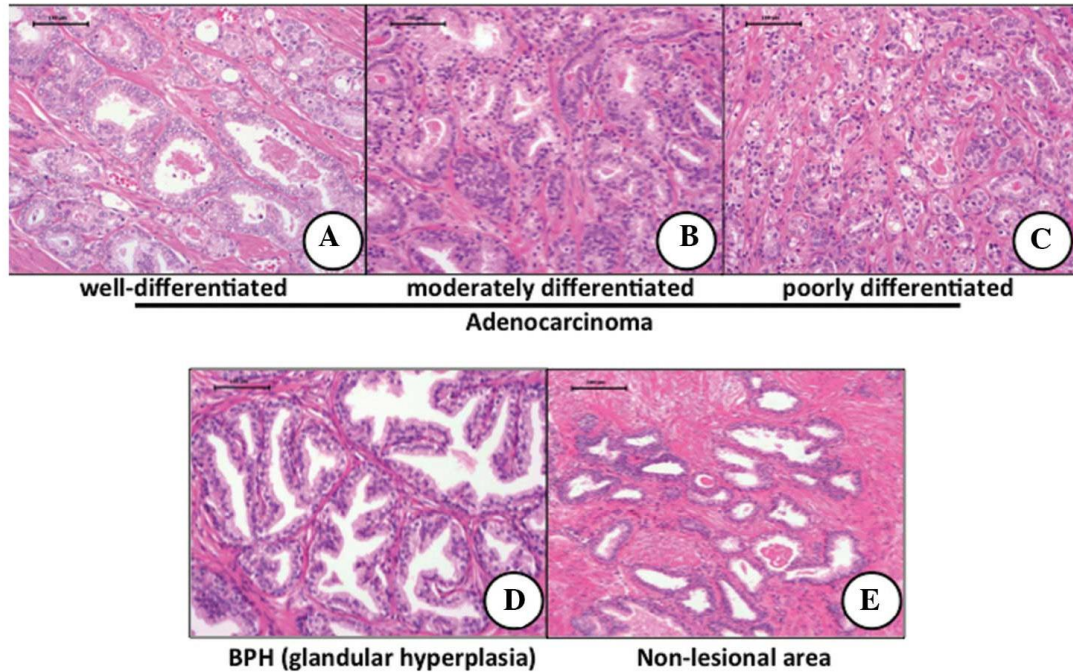 A
B
C
well-differentiated
moderately differentiated
poorly differentiated
Adenocarcinoma
D
E
BPH (glandular hyperplasia)
Non-lesional area